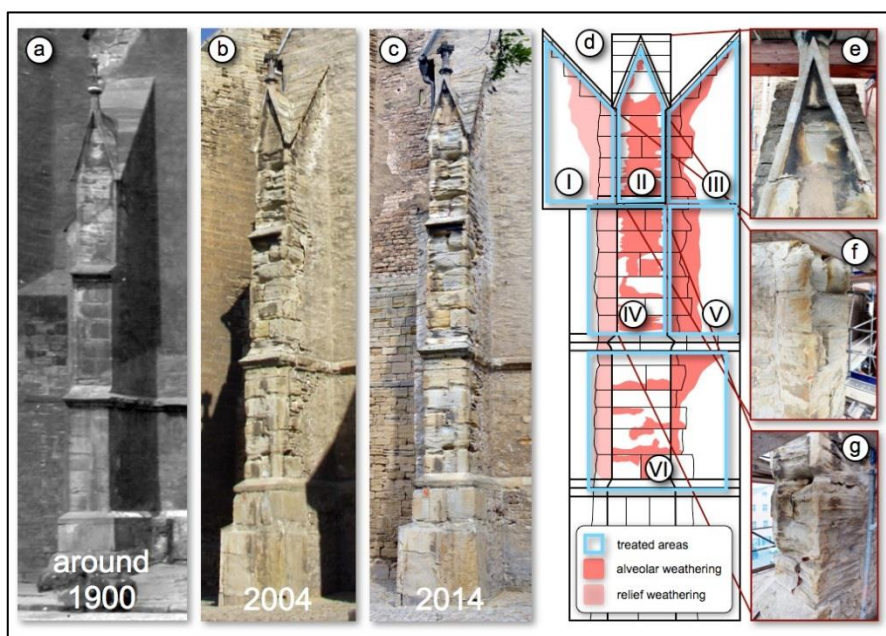 a
around
1900
b
2004
c
2014
d
I
II
III
IV
V
VI
treated areas
alveolar weathering
relief weathering
e
f
g